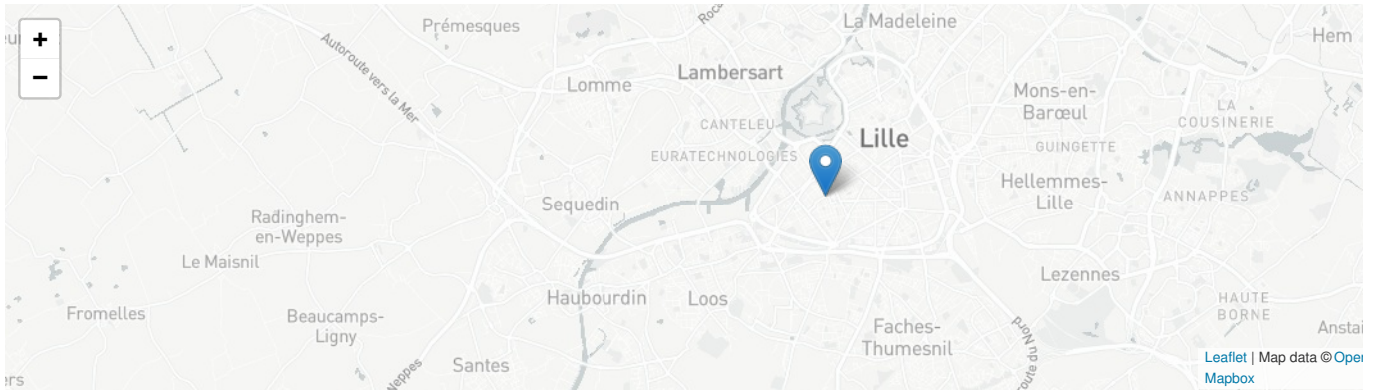 +
−
Prémesques
La Madeleine
Hem
Autoroute vers la Mer
Lambersart
Lomme
Mons-en-
Barœul
LA
COUSINERIE
CANTELEU
Lille
EURATECHNOLOGIES
GUINGETTE
Hellemmes-
Lille
ANNAPPES
Sequedin
Radinghem-
en-Weppes
Le Maisnil
Lezennes
Haubourdin
Loos
HAUTE
BORNE
Fromelles
Beaucamps-
Ligny
Faches-
Thumesnil
Santes
Leaflet | Map data © Open
Mapbox